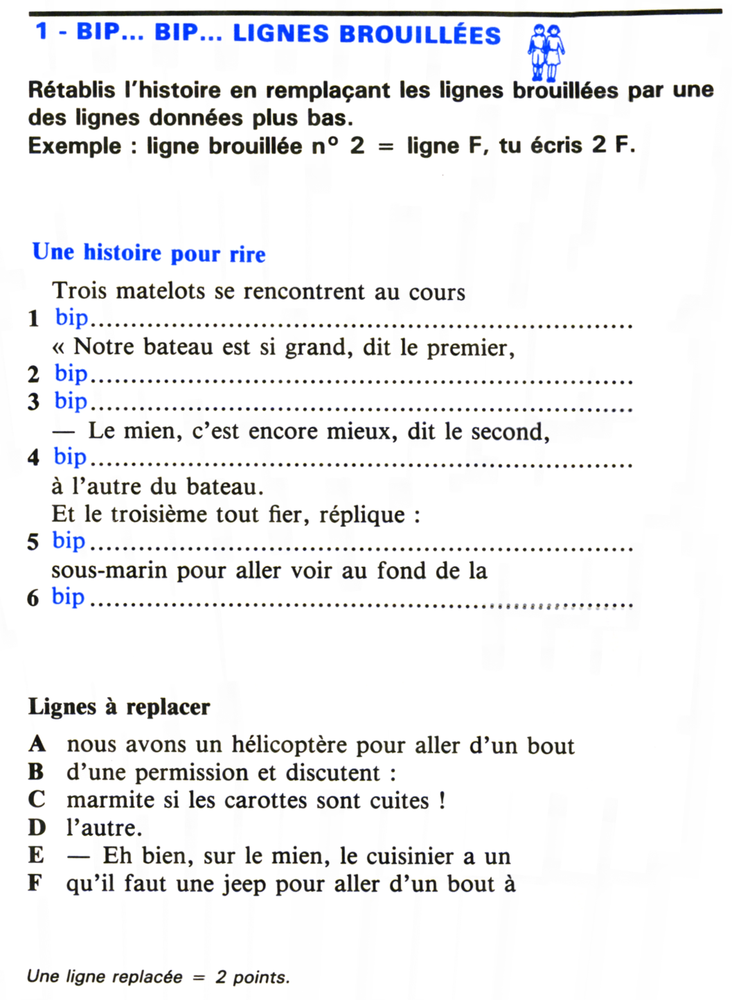 1 - BIP... BIP... LIGNES BROUILLÉES
Rétablis l'histoire en remplaçant les lignes brouillées par une
des lignes données plus bas.
Exemple : ligne brouillée nº 2 = ligne F, tu écris 2 F.
Une histoire pour rire
Trois matelots se rencontrent au cours
1 bip....................................................................
« Notre bateau est si grand, dit le premier,
2 bip....................................................................
3 bip....................................................................
— Le mien, c'est encore mieux, dit le second,
4 bip....................................................................
à l'autre du bateau.
Et le troisième tout fier, réplique :
5 bip....................................................................
sous-marin pour aller voir au fond de la
6 bip....................................................................
Lignes à replacer
A nous avons un hélicoptère pour aller d'un bout
B d'une permission et discutent :
C marmite si les carottes sont cuites !
D l'autre.
E — Eh bien, sur le mien, le cuisinier a un
F qu'il faut une jeep pour aller d'un bout à
Une ligne replacée = 2 points.